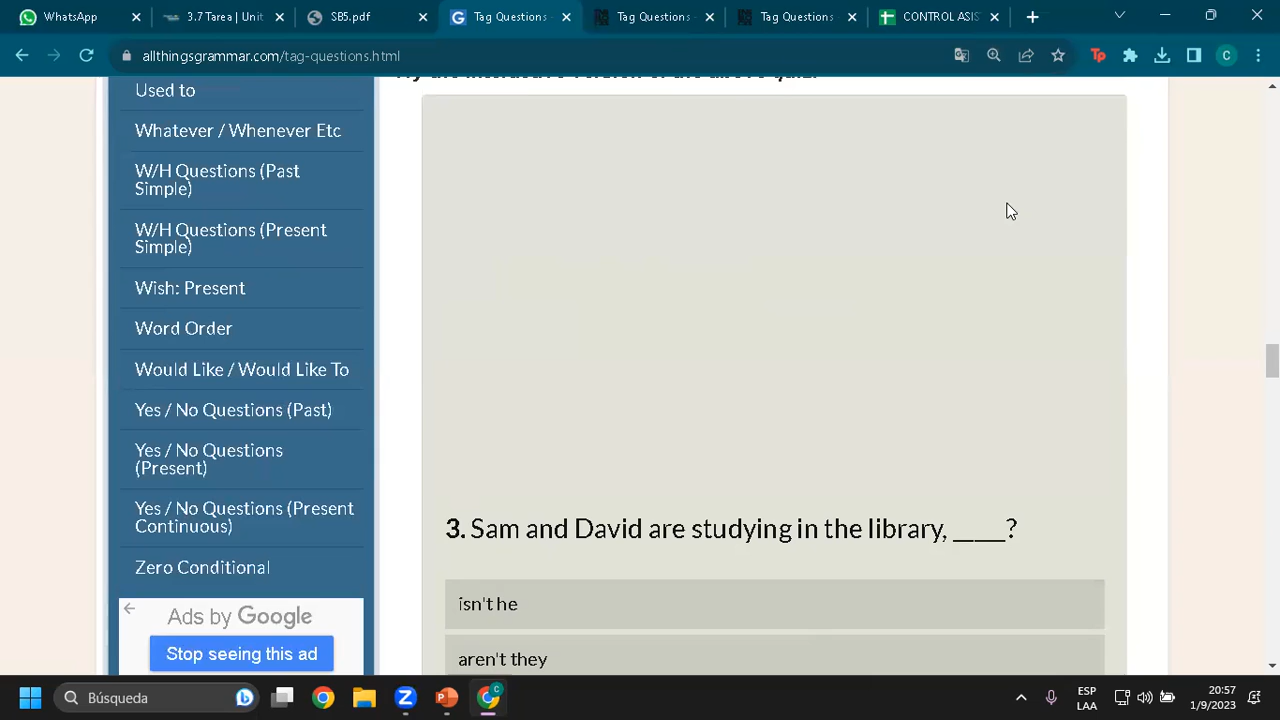 WhatsApp
3.7 Tarea | Unit
SB5.pdf
Tag Questions -
Tag Questions -
Tag Questions -
CONTROL ASIS
allthingsgrammar.com/tag-questions.html
Used to
Whatever / Whenever Etc
W/H Questions (Past
Simple)
W/H Questions (Present
Simple)
Wish: Present
Word Order
Would Like / Would Like To
Yes / No Questions (Past)
Yes / No Questions
(Present)
Yes / No Questions (Present
Continuous)
Zero Conditional
Ads by Google
Stop seeing this ad
3. Sam and David are studying in the library, _____?
isn't he
aren't they
Búsqueda
ESP
LAA
20:57
1/9/2023